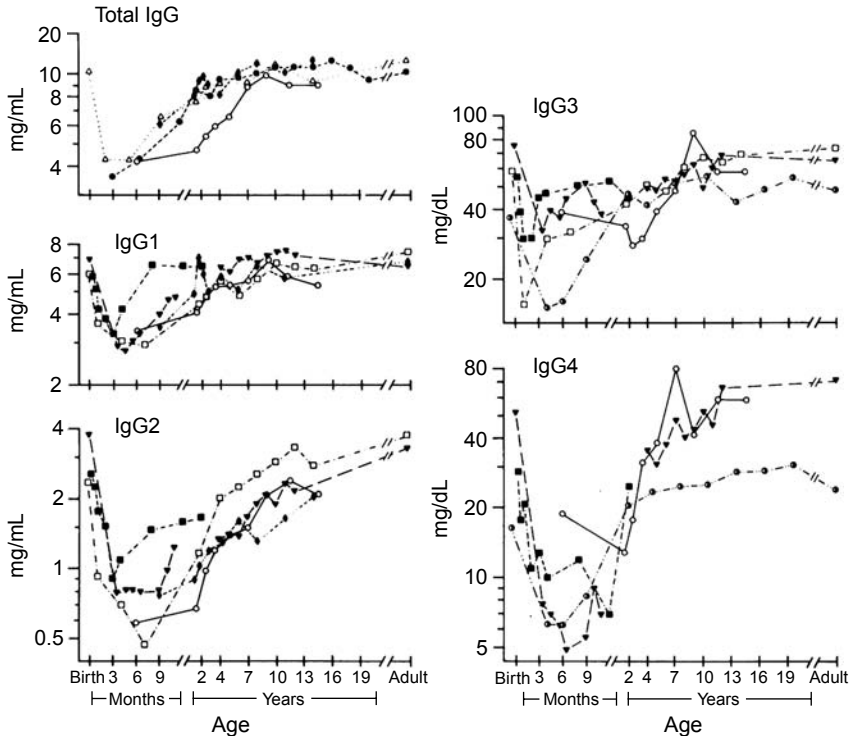 Total IgG
20
10
8
6
4
mg/mL
IgG1
8
6
4
2
mg/mL
IgG2
4
2
1
0.5
mg/mL
Birth 3 6 9 2 4 7 10 13 16 19 Adult
Months Years
Age
IgG3
100
80
60
40
20
mg/dL
IgG4
80
40
20
10
5
mg/dL
Birth 3 6 9 2 4 7 10 13 16 19 Adult
Months Years
Age